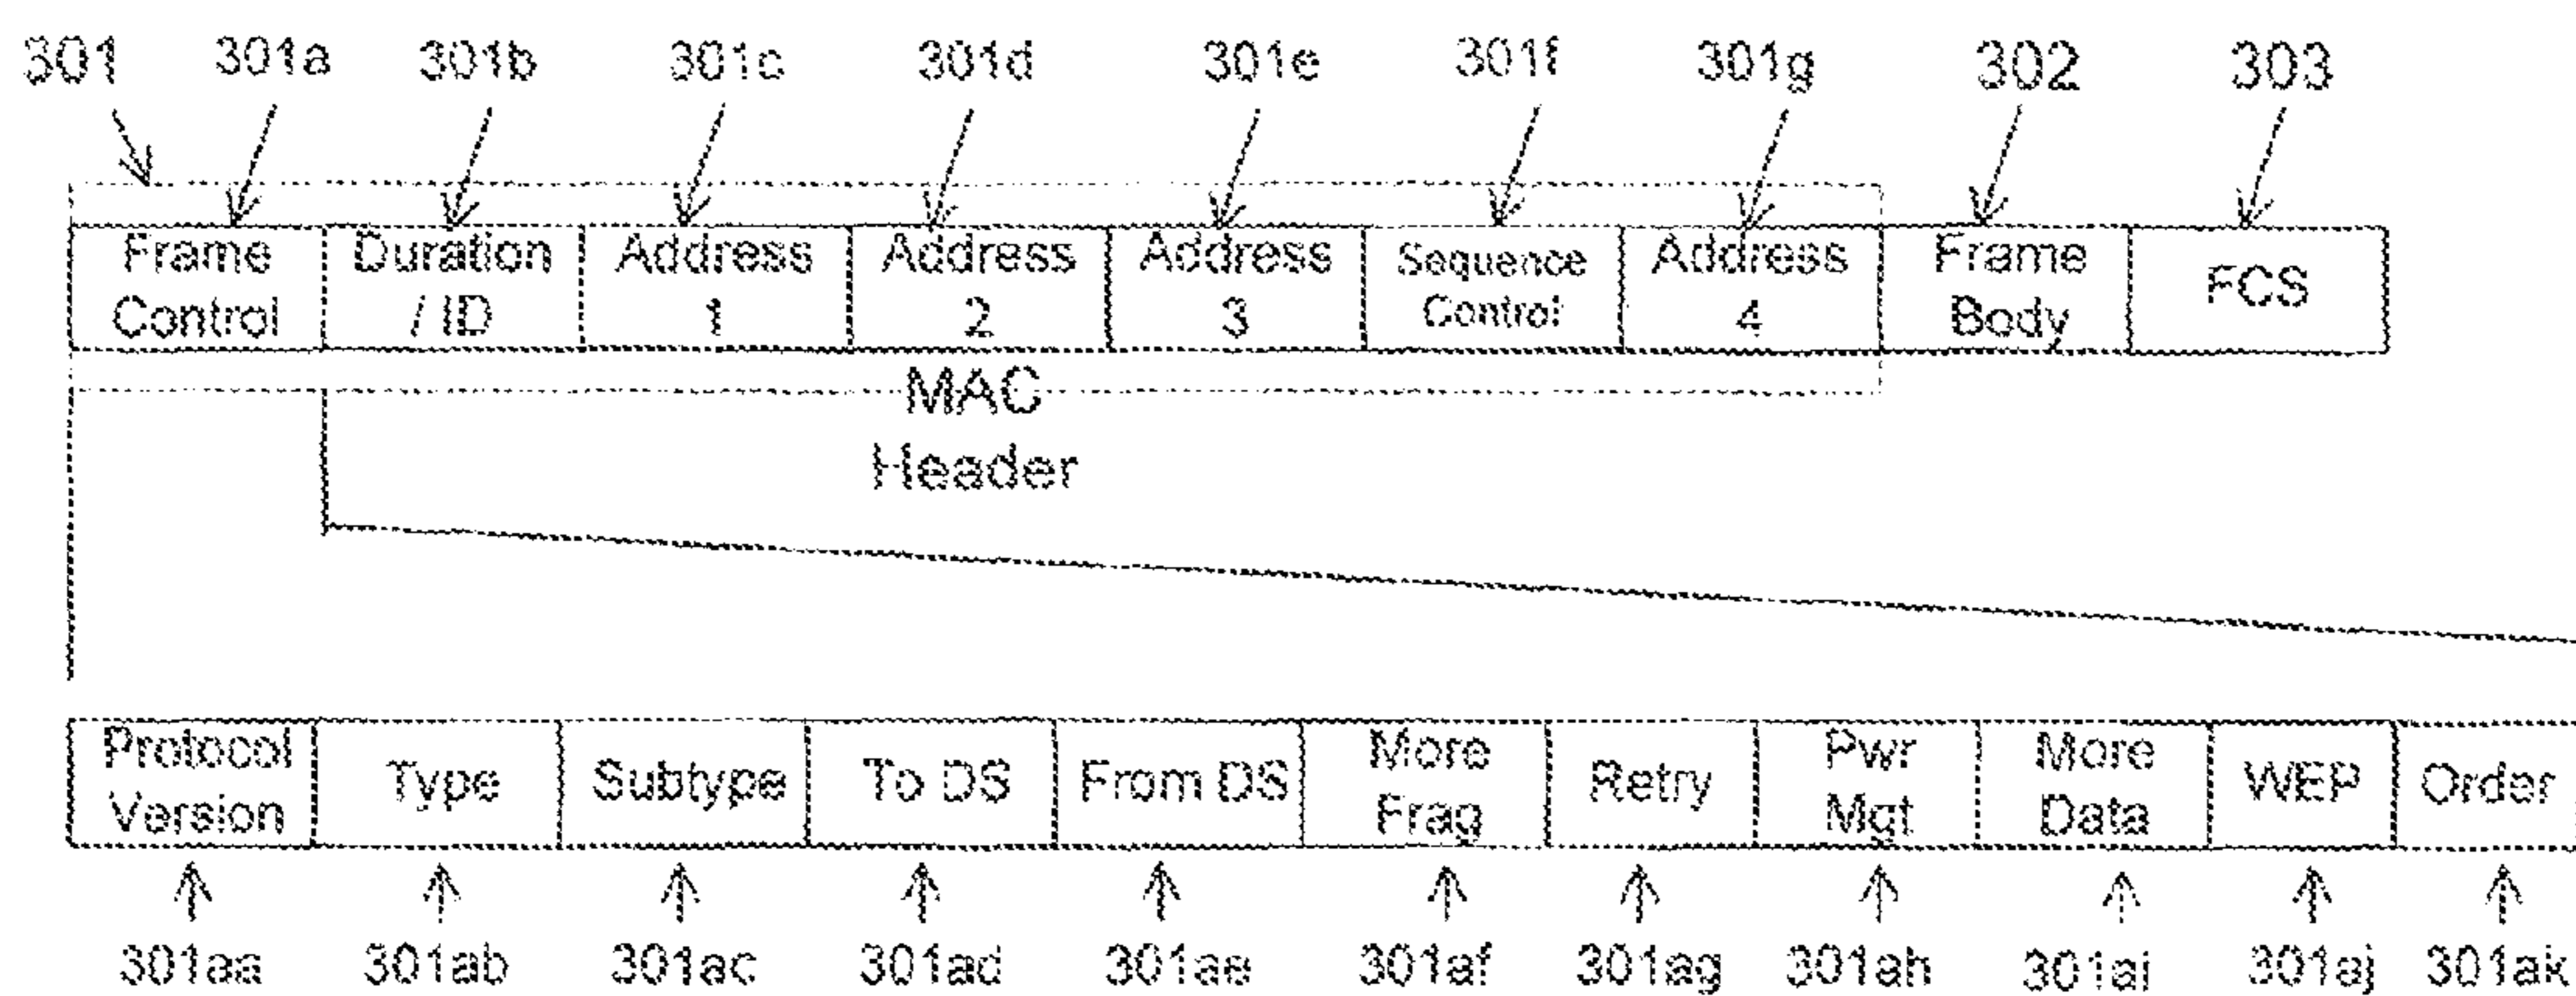 301 301a 301b 301c 301d 301e 301f 301g 302 303
Frame Control Duration / ID Address 1 Address 2 Address 3 Sequence Control Address 4 Frame Body FCS
MAC
Header
Protocol Version Type Subtype To DS From DS More Frag Retry Pwr Mgt More Data WEP Order
301aa 301ab 301ac 301ad 301ae 301af 301ag 301ah 301ai 301aj 301ak